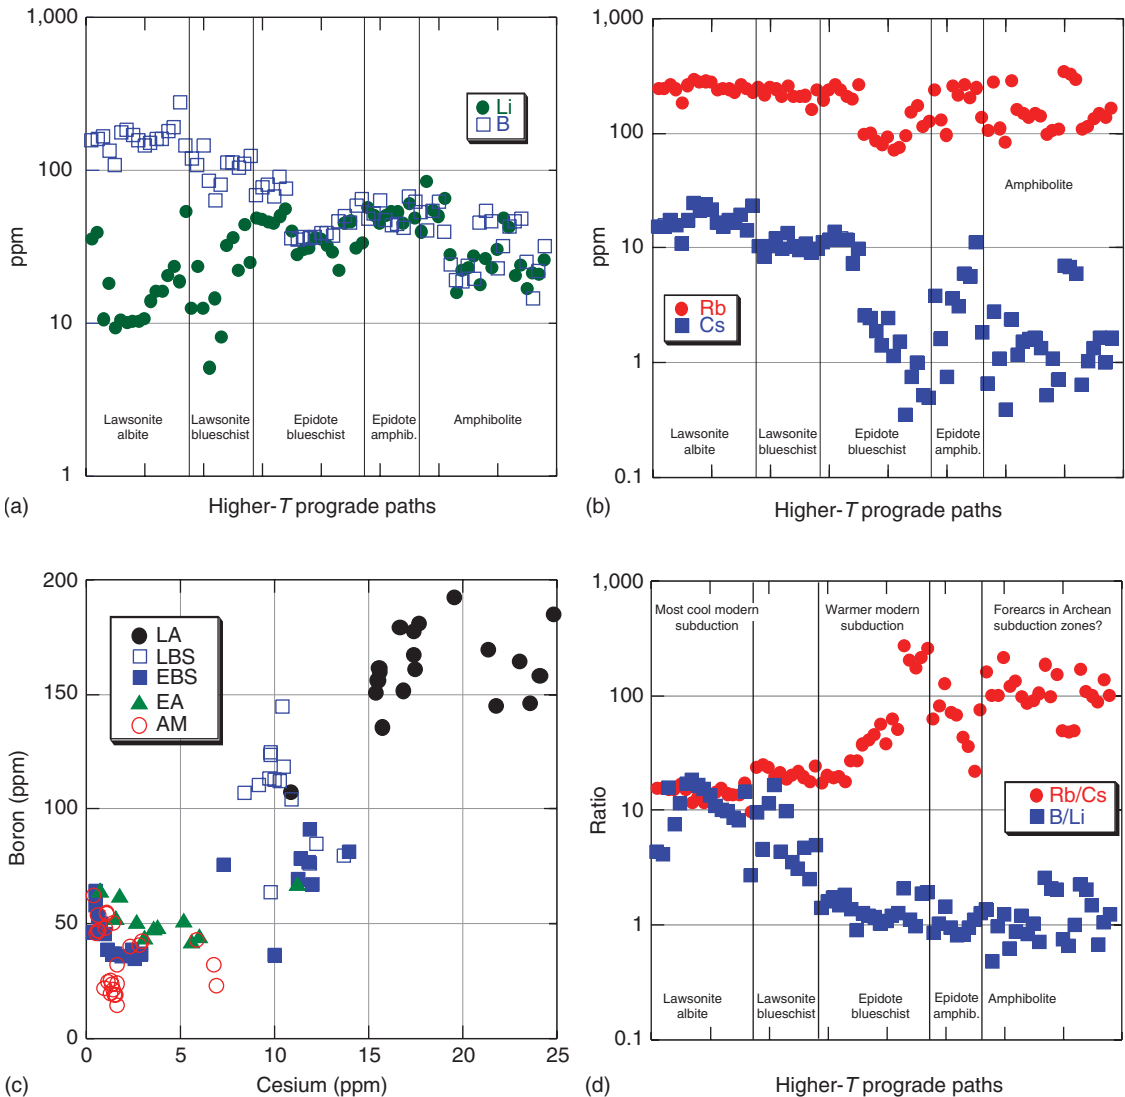 1,000
100
10
1
ppm
Li
B
Lawsonite
albite
Lawsonite
blueschist
Epidote
blueschist
Epidote
amphib.
Amphibolite
(a)
Higher-T prograde paths
1,000
100
10
1
0.1
ppm
Amphibolite
Rb
Cs
Lawsonite
albite
Lawsonite
blueschist
Epidote
blueschist
Epidote
amphib.
(b)
Higher-T prograde paths
200
150
100
50
0
Boron (ppm)
LA
LBS
EBS
EA
AM
0
5
10
15
20
25
(c)
Cesium (ppm)
1,000
100
10
1
0.1
Ratio
Most cool modern
subduction
Warmer modern
subduction
Forearcs in Archean
subduction zones?
Rb/Cs
B/Li
Lawsonite
albite
Lawsonite
blueschist
Epidote
blueschist
Epidote
amphib.
Amphibolite
(d)
Higher-T prograde paths